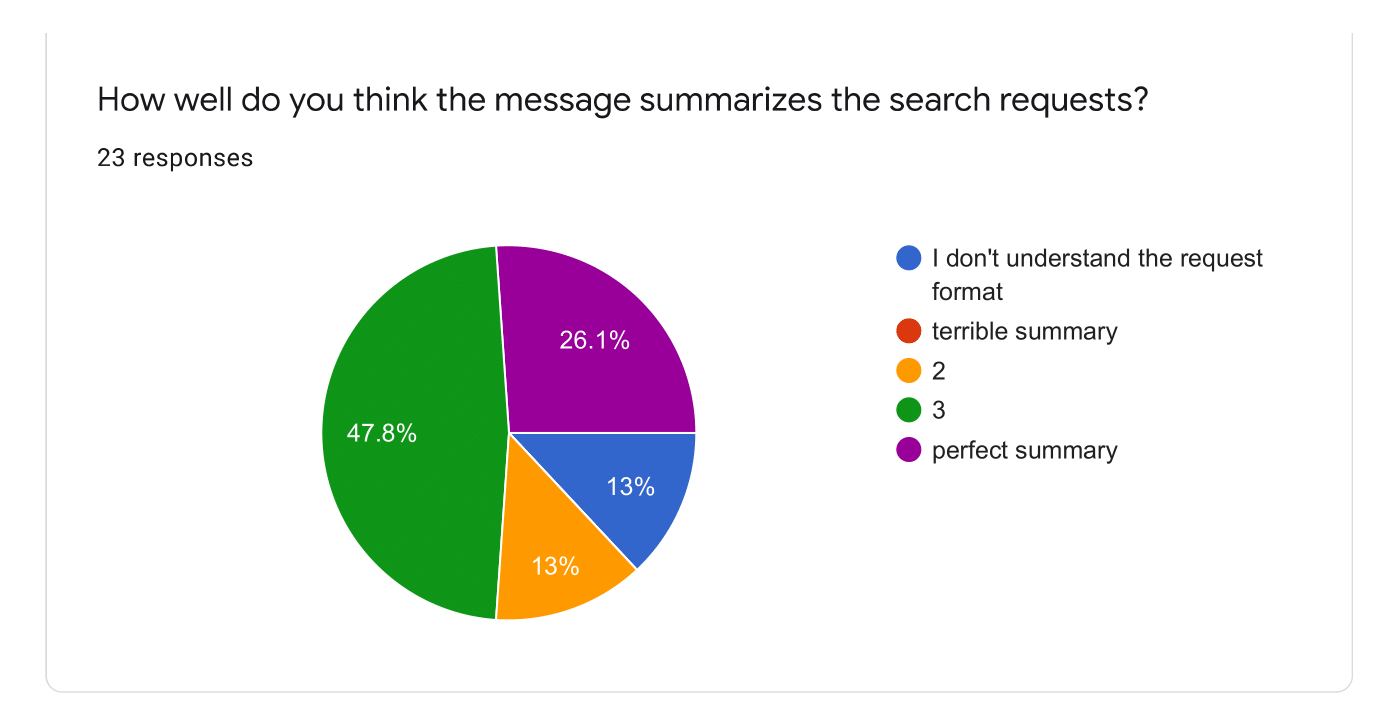 How well do you think the message summarizes the search requests?
23 responses
I don't understand the request
format
terrible summary
2
3
perfect summary
26.1%
47.8%
13%
13%